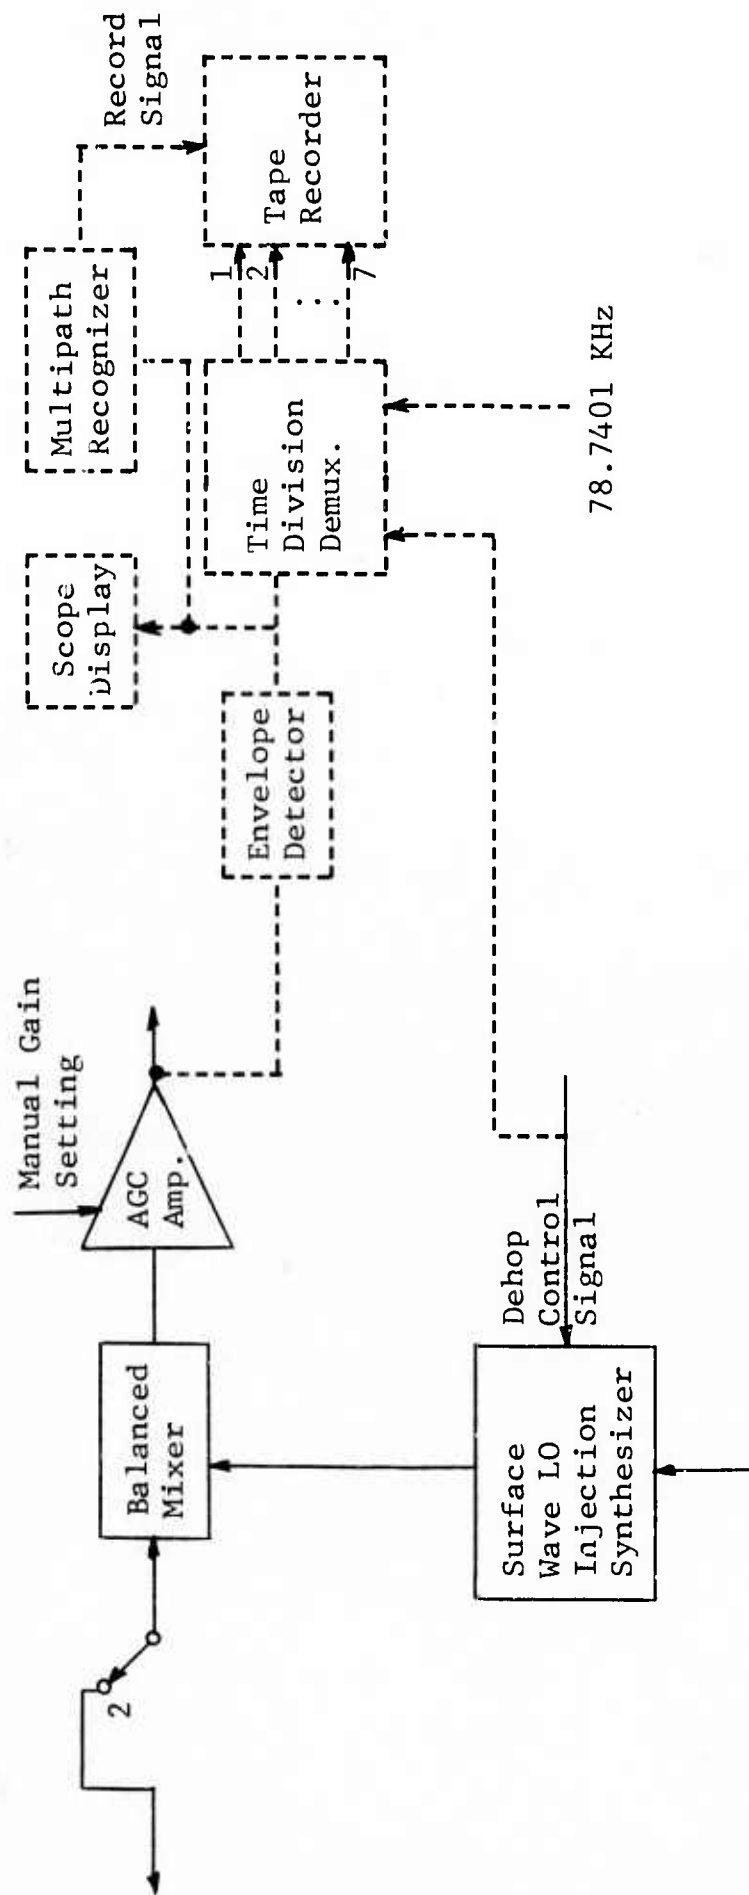 2
Balanced
Mixer
Manual Gain
Setting
AGC
Amp.
Surface
Wave LO
Injection
Synthesizer
Dehop
Control
Signal
Envelope
Detector
Scope
Display
Multipath
Recognizer
Time
Division
Demux.
78.7401 KHz
1
2
...
7
Tape
Recorder
Record
Signal